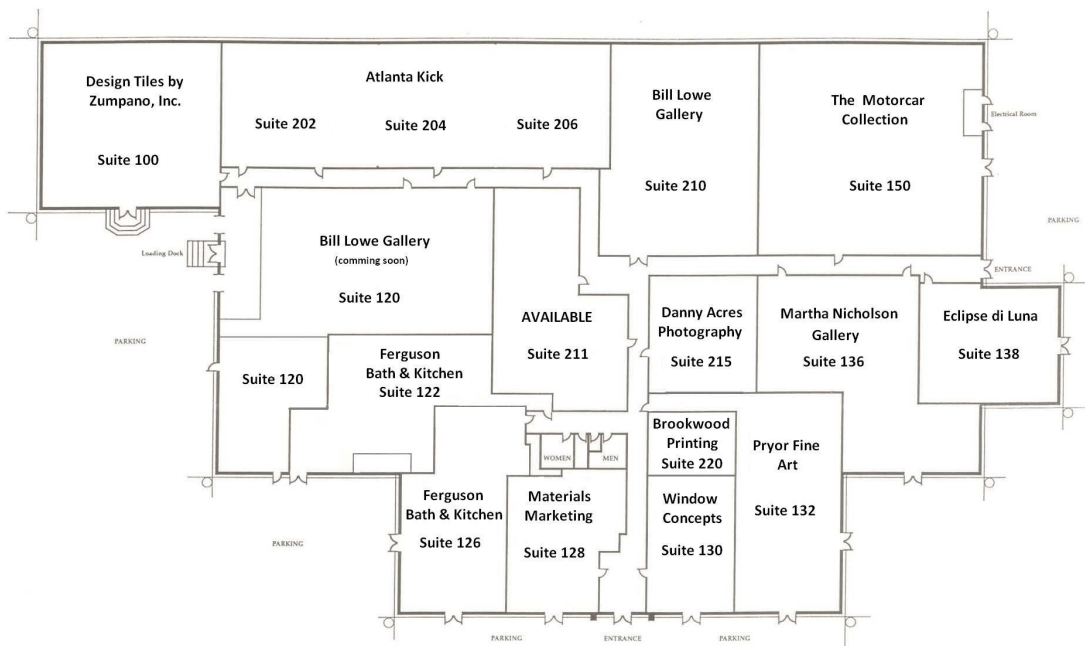 Design Tiles by
Zumpano, Inc.
Suite 100
Atlanta Kick
Suite 202
Suite 204
Suite 206
Bill Lowe
Gallery
Suite 210
The Motorcar
Collection
Suite 150
Electrical Room
PARKING
Loading Dock
Bill Lowe Gallery
(comming soon)
Suite 120
AVAILABLE
Suite 211
ENTRANCE
Danny Acres
Photography
Suite 215
Martha Nicholson
Gallery
Suite 136
Eclipse di Luna
Suite 138
PARKING
Suite 120
Ferguson
Bath & Kitchen
Suite 122
WOMEN
MEN
Brookwood
Printing
Suite 220
Pryor Fine
Art
Suite 132
Ferguson
Bath & Kitchen
Suite 126
Materials
Marketing
Suite 128
Window
Concepts
Suite 130
PARKING
PARKING
ENTRANCE
PARKING